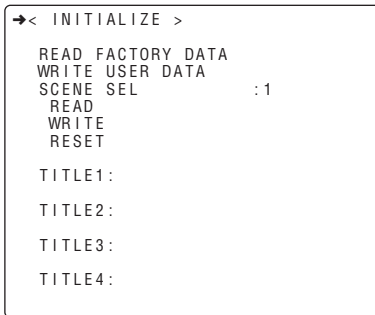 ➔< INITIALIZE >
READ FACTORY DATA
WRITE USER DATA
SCENE SEL :1
READ
WRITE
RESET
TITLE1:
TITLE2:
TITLE3:
TITLE4: